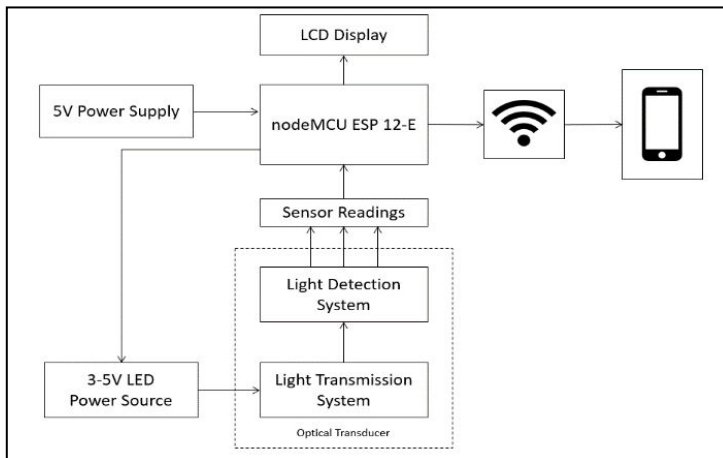 LCD Display
5V Power Supply
nodeMCU ESP 12-E
Sensor Readings
Light Detection
System
3-5V LED
Power Source
Light Transmission
System
Optical Transducer